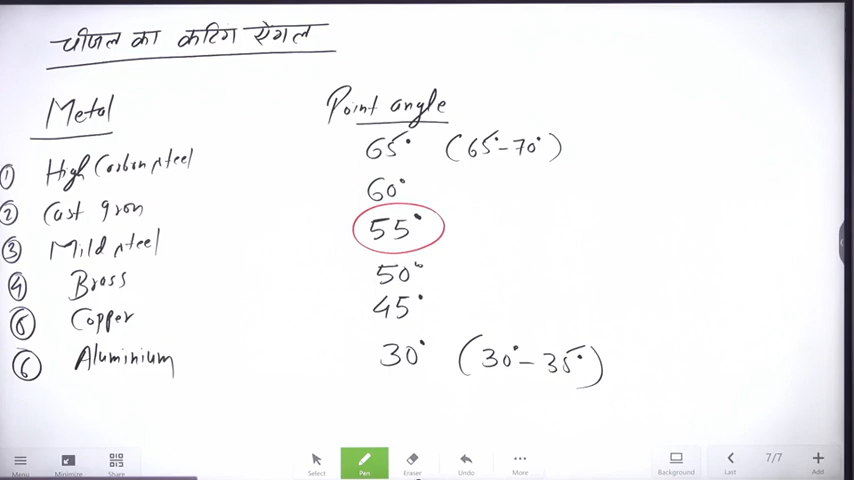 चीजल का कटिंग ऐंगल
Metal Point angle
① High Carbon steel 65° (65°-70°)
② Cast Iron 60°
③ Mild steel 55°
④ Brass 50°
⑤ Copper 45°
⑥ Aluminium 30° (30°-35°)
Menu Minimize Share Select Pen Eraser Undo More Background Last 7/7 Add